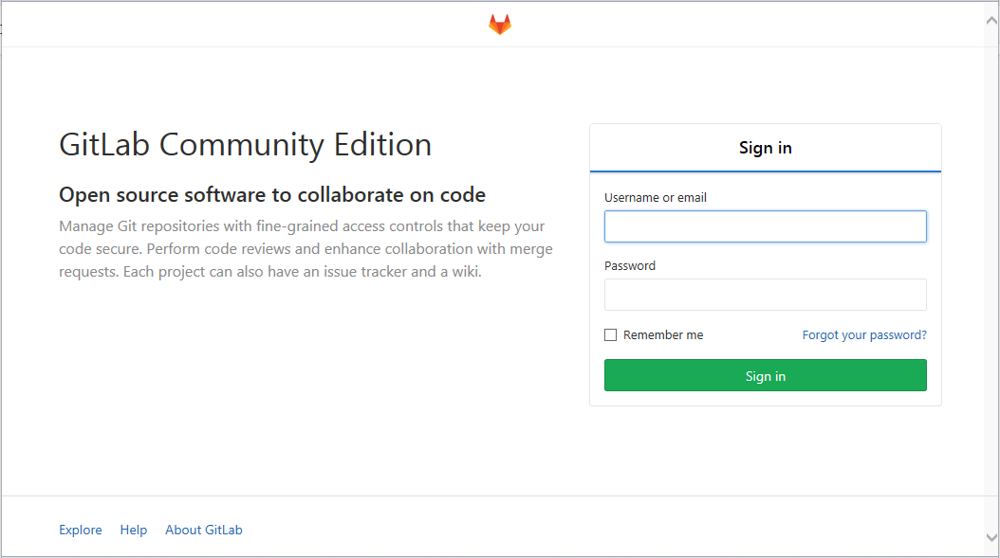 GitLab Community Edition
Open source software to collaborate on code
Manage Git repositories with fine-grained access controls that keep your
code secure. Perform code reviews and enhance collaboration with merge
requests. Each project can also have an issue tracker and a wiki.
Sign in
Username or email
Password
Remember me
Forgot your password?
Sign in
Explore
Help
About GitLab